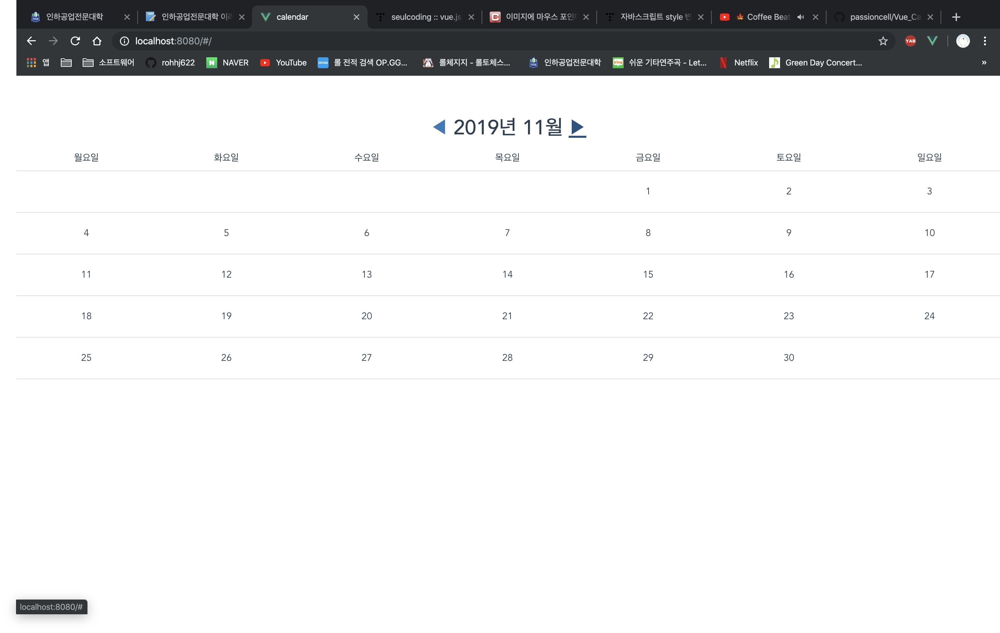 인하공업전문대학 인하공업전문대학 이 calendar seulcoding :: vue.js 이미지에 마우스 포인 자바스크립트 style 변 Coffee Beat passioncell/Vue_Ca
localhost:8080/#/ YAB
앱 소프트웨어 rohhj622 N NAVER YouTube OP.GG 롤 전적 검색 OP.GG... 롤체지지 - 롤토체스... 1958 인하공업전문대학 blog 쉬운 기타연주곡 - Let... Netflix Green Day Concert... »
◀ 2019년 11월 ▶
월요일 화요일 수요일 목요일 금요일 토요일 일요일
1 2 3
4 5 6 7 8 9 10
11 12 13 14 15 16 17
18 19 20 21 22 23 24
25 26 27 28 29 30
localhost:8080/#